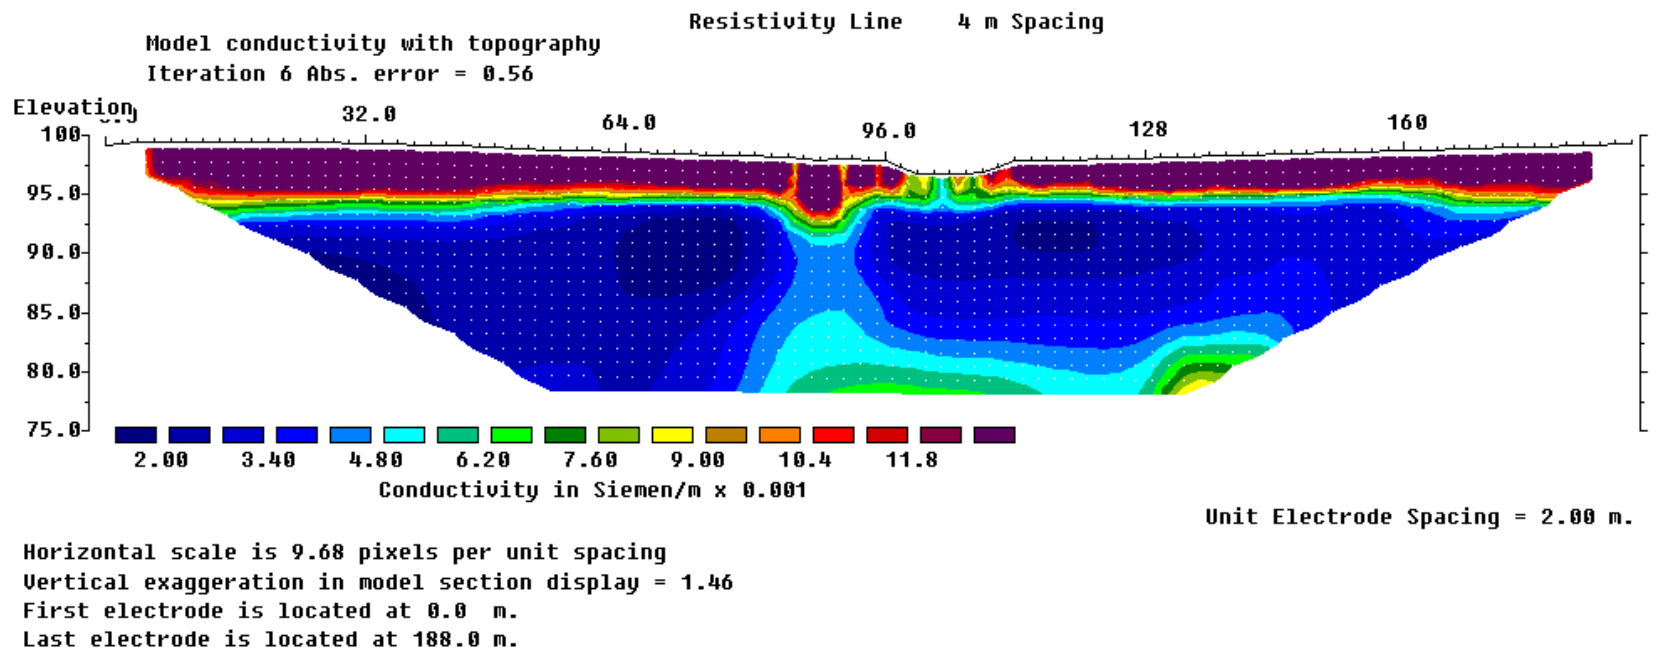 Resistivity Line 4 m Spacing
Model conductivity with topography
Iteration 6 Abs. error = 0.56
Elevation
32.0 64.0 96.0 128 160
100
95.0
90.0
85.0
80.0
75.0
2.00 3.40 4.80 6.20 7.60 9.00 10.4 11.8
Conductivity in Siemen/m x 0.001
Unit Electrode Spacing = 2.00 m.
Horizontal scale is 9.68 pixels per unit spacing
Vertical exaggeration in model section display = 1.46
First electrode is located at 0.0 m.
Last electrode is located at 188.0 m.